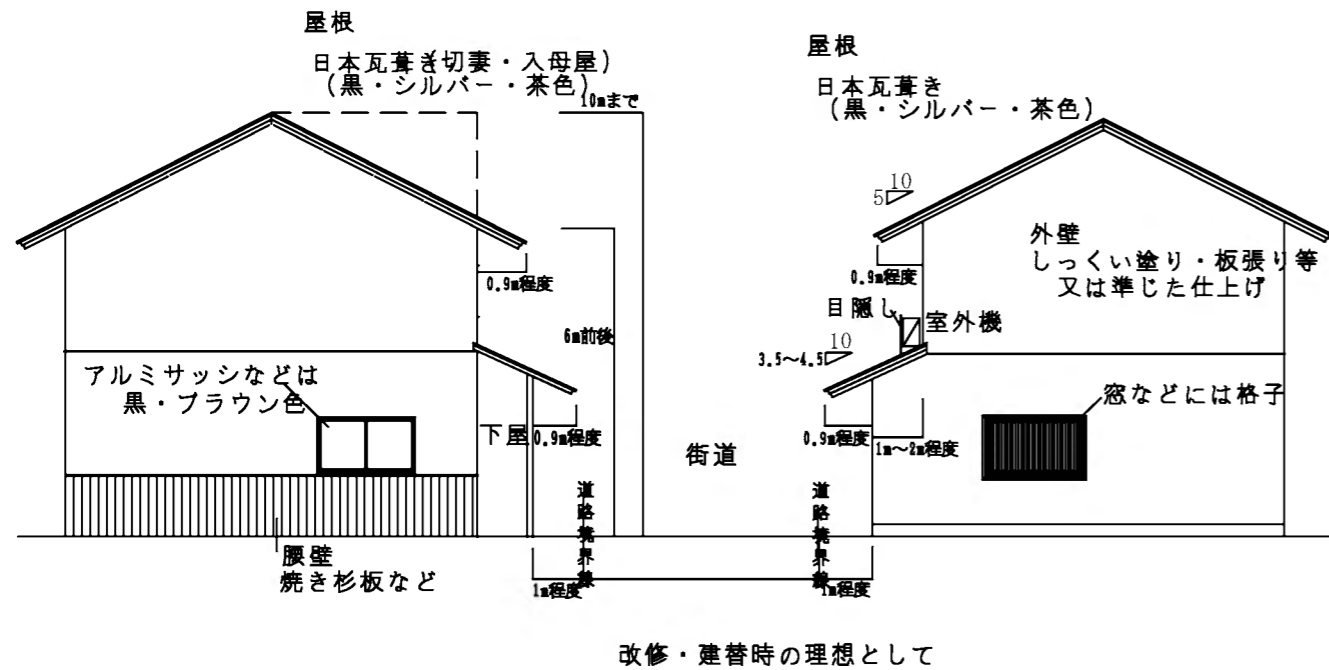 屋根
日本瓦葺き(切妻・入母屋)
(黒・シルバー・茶色)
10mまで
屋根
日本瓦葺き
(黒・シルバー・茶色)
10
5
外壁
しっくい塗り・板張り等
又は準じた仕上げ
0.9m程度
0.9m程度
目隠し
室外機
6m前後
10
3.5~4.5
アルミサッシなどは
黒・ブラウン色
窓などには格子
下屋
0.9m程度
0.9m程度
1m~2m程度
街道
道路境界線
道路境界線
腰壁
焼き杉板など
1m程度
1m程度
改修・建替時の理想として